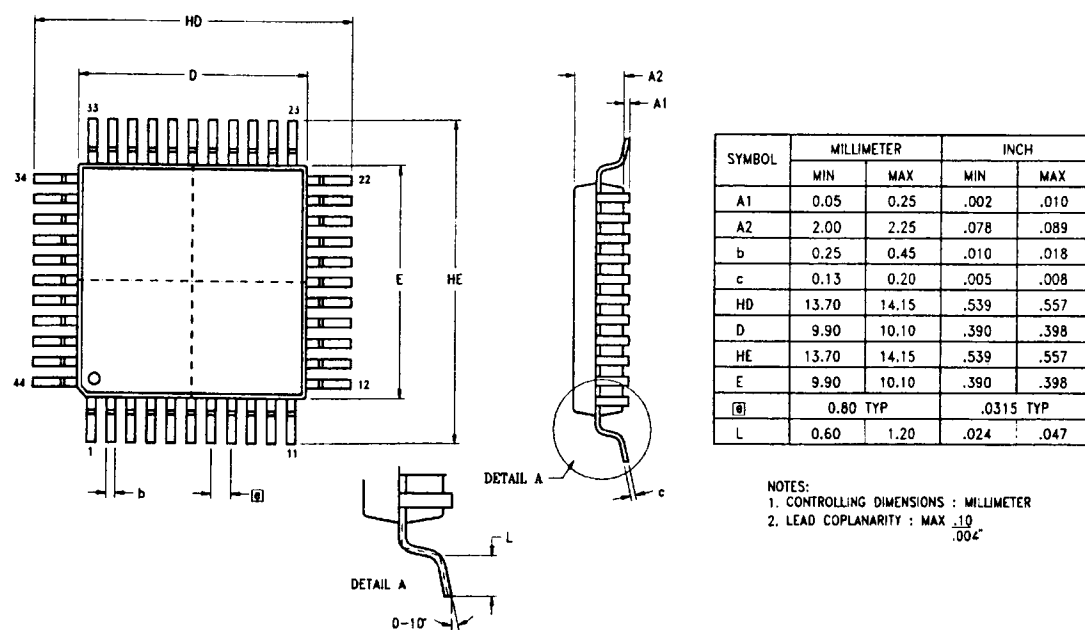 HD
D
A2
A1
33
23
34
22
E
HE
44
12
1
11
b
e
DETAIL A
c
L
DETAIL A
0-10°
SYMBOL MILLIMETER INCH
MIN MAX MIN MAX
A1 0.05 0.25 .002 .010
A2 2.00 2.25 .078 .089
b 0.25 0.45 .010 .018
c 0.13 0.20 .005 .008
HD 13.70 14.15 .539 .557
D 9.90 10.10 .390 .398
HE 13.70 14.15 .539 .557
E 9.90 10.10 .390 .398
e 0.80 TYP .0315 TYP
L 0.60 1.20 .024 .047
NOTES:
1. CONTROLLING DIMENSIONS : MILLIMETER
2. LEAD COPLANARITY : MAX .10
.004"